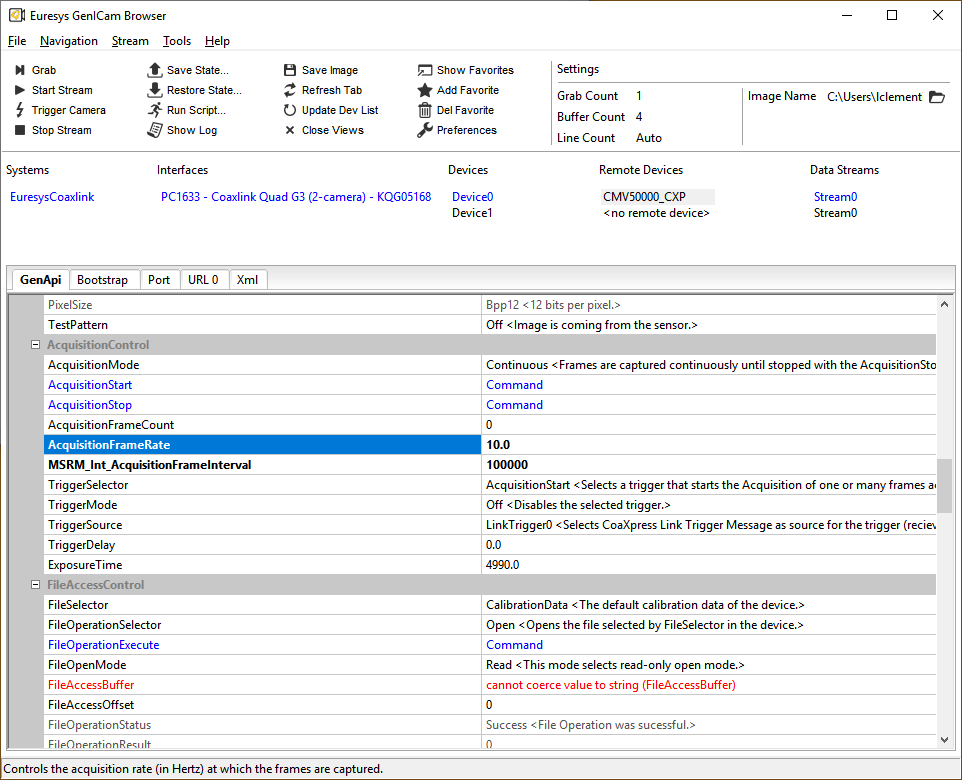 Euresys GenICam Browser
File Navigation Stream Tools Help
Grab Save State... Save Image Show Favorites Settings
Start Stream Restore State... Refresh Tab Add Favorite Grab Count 1 Image Name C:\Users\lclement
Trigger Camera Run Script... Update Dev List Del Favorite Buffer Count 4
Stop Stream Show Log Close Views Preferences Line Count Auto
Systems Interfaces Devices Remote Devices Data Streams
EuresysCoaxlink PC1633 - Coaxlink Quad G3 (2-camera) - KQG05168 Device0 CMV50000_CXP Stream0
Device1 <no remote device> Stream0
GenApi Bootstrap Port URL 0 Xml
PixelSize Bpp12 <12 bits per pixel.>
TestPattern Off <Image is coming from the sensor.>
AcquisitionControl
AcquisitionMode Continuous <Frames are captured continuously until stopped with the AcquisitionSto
AcquisitionStart Command
AcquisitionStop Command
AcquisitionFrameCount 0
AcquisitionFrameRate 10.0
MSRM_Int_AcquisitionFrameInterval 100000
TriggerSelector AcquisitionStart <Selects a trigger that starts the Acquisition of one or many frames a
TriggerMode Off <Disables the selected trigger.>
TriggerSource LinkTrigger0 <Selects CoaXpress Link Trigger Message as source for the trigger (reciev
TriggerDelay 0.0
ExposureTime 4990.0
FileAccessControl
FileSelector CalibrationData <The default calibration data of the device.>
FileOperationSelector Open <Opens the file selected by FileSelector in the device.>
FileOperationExecute Command
FileOpenMode Read <This mode selects read-only open mode.>
FileAccessBuffer cannot coerce value to string (FileAccessBuffer)
FileAccessOffset 0
FileOperationStatus Success <File Operation was sucessful.>
FileOperationResult 0
Controls the acquisition rate (in Hertz) at which the frames are captured.